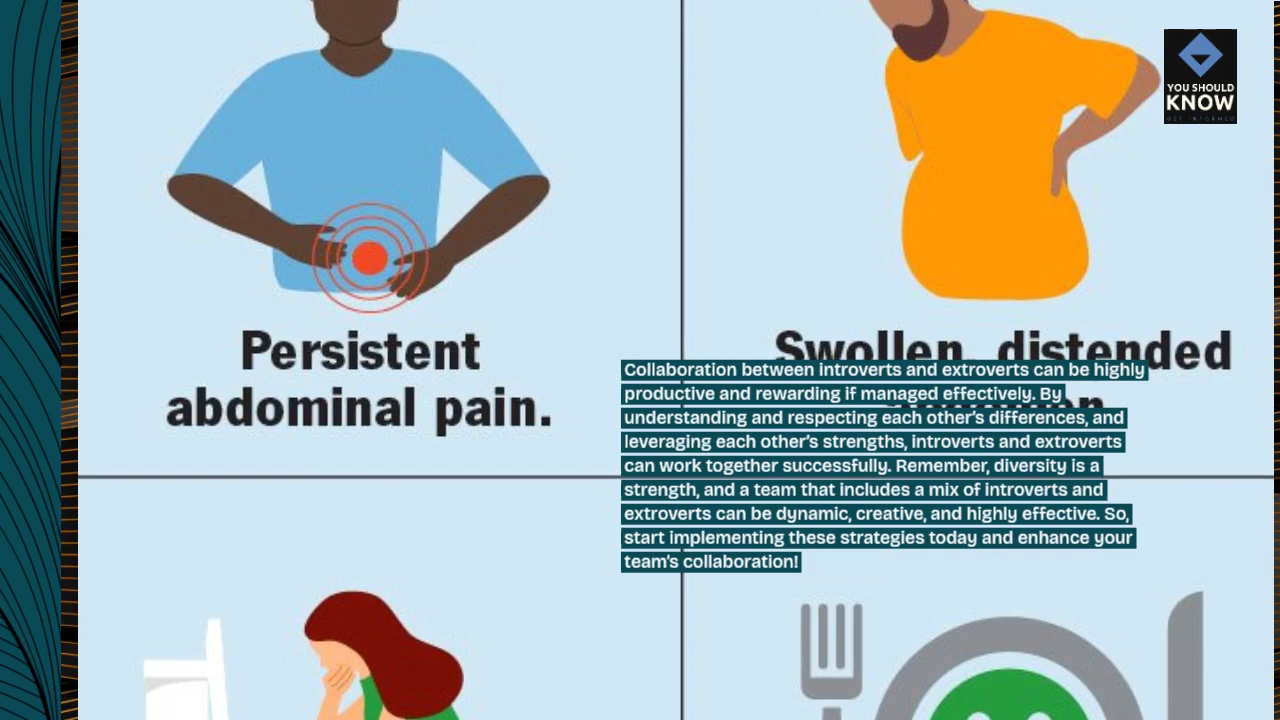 YOU SHOULD
KNOW
Persistent
abdominal pain.
Swollen, distended
Collaboration between introverts and extroverts can be highly
productive and rewarding if managed effectively. By
understanding and respecting each other's differences, and
leveraging each other's strengths, introverts and extroverts
can work together successfully. Remember, diversity is a
strength, and a team that includes a mix of introverts and
extroverts can be dynamic, creative, and highly effective. So,
start implementing these strategies today and enhance your
team's collaboration!